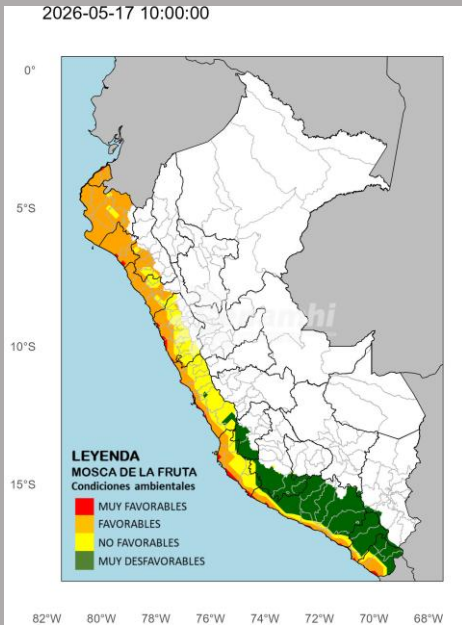 2026-05-17 10:00:00
0°
5°S
10°S
15°S
LEYENDA
MOSCA DE LA FRUTA
Condiciones ambientales
MUY FAVORABLES
FAVORABLES
NO FAVORABLES
MUY DESFAVORABLES
82°W 80°W 78°W 76°W 74°W 72°W 70°W 68°W